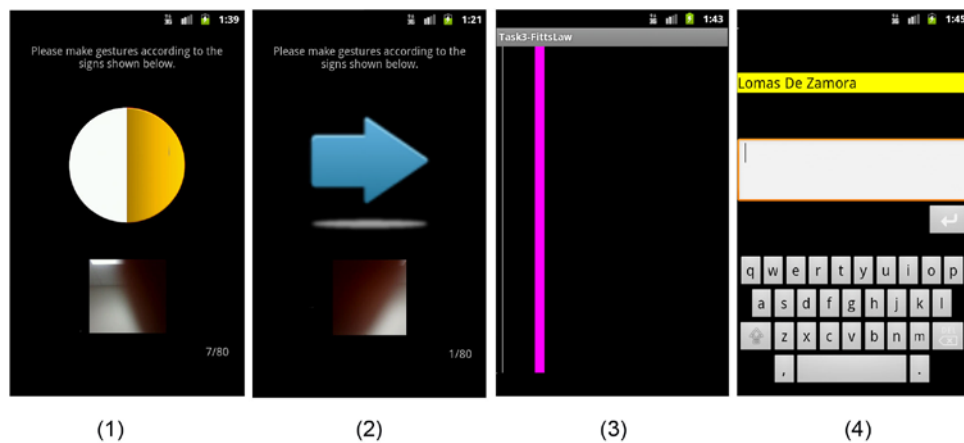 1:39
Please make gestures according to the
signs shown below.
7/80
(1)
1:21
Please make gestures according to the
signs shown below.
1/80
(2)
1:43
Task3-FittsLaw
(3)
1:45
Lomas De Zamora
q w e r t y u i o p
a s d f g h j k l
z x c v b n m
, .
(4)